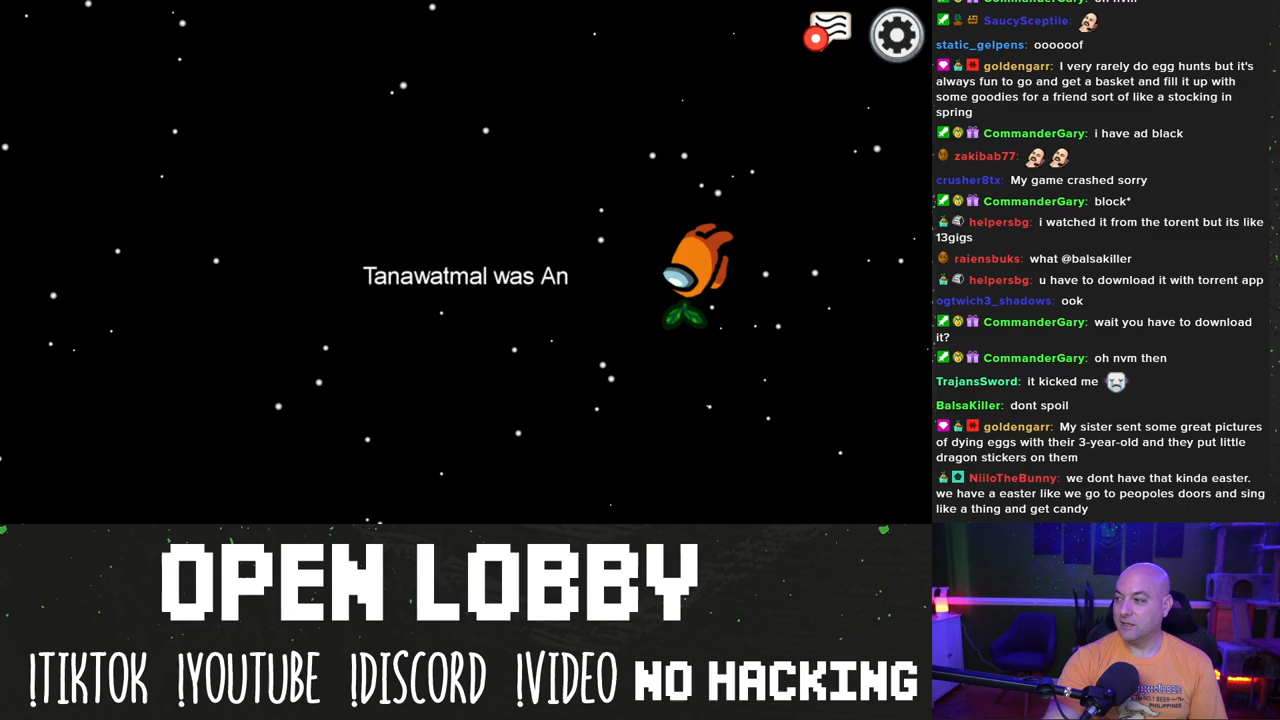 oh nvm
SaucySceptile:
static_gelpens: oooooof
goldengarr: I very rarely do egg hunts but it's
always fun to go and get a basket and fill it up with
some goodies for a friend sort of like a stocking in
spring
CommanderGary: i have ad black
zakibab77:
crusher8tx: My game crashed sorry
CommanderGary: block*
helpersbg: i watched it from the torent but its like
13gigs
raiensbuks: what @balsakiller
helpersbg: u have to download it with torrent app
ogtwich3_shadows: ook
CommanderGary: wait you have to download
it?
CommanderGary: oh nvm then
TrajansSword: it kicked me
BalsaKiller: dont spoil
goldengarr: My sister sent some great pictures
of dying eggs with their 3-year-old and they put little
dragon stickers on them
NiiloTheBunny: we dont have that kinda easter.
we have a easter like we go to peopoles doors and sing
like a thing and get candy
Tanawatmal was An
OPEN LOBBY
!TIKTOK !YOUTUBE !DISCORD !VIDEO NO HACKING